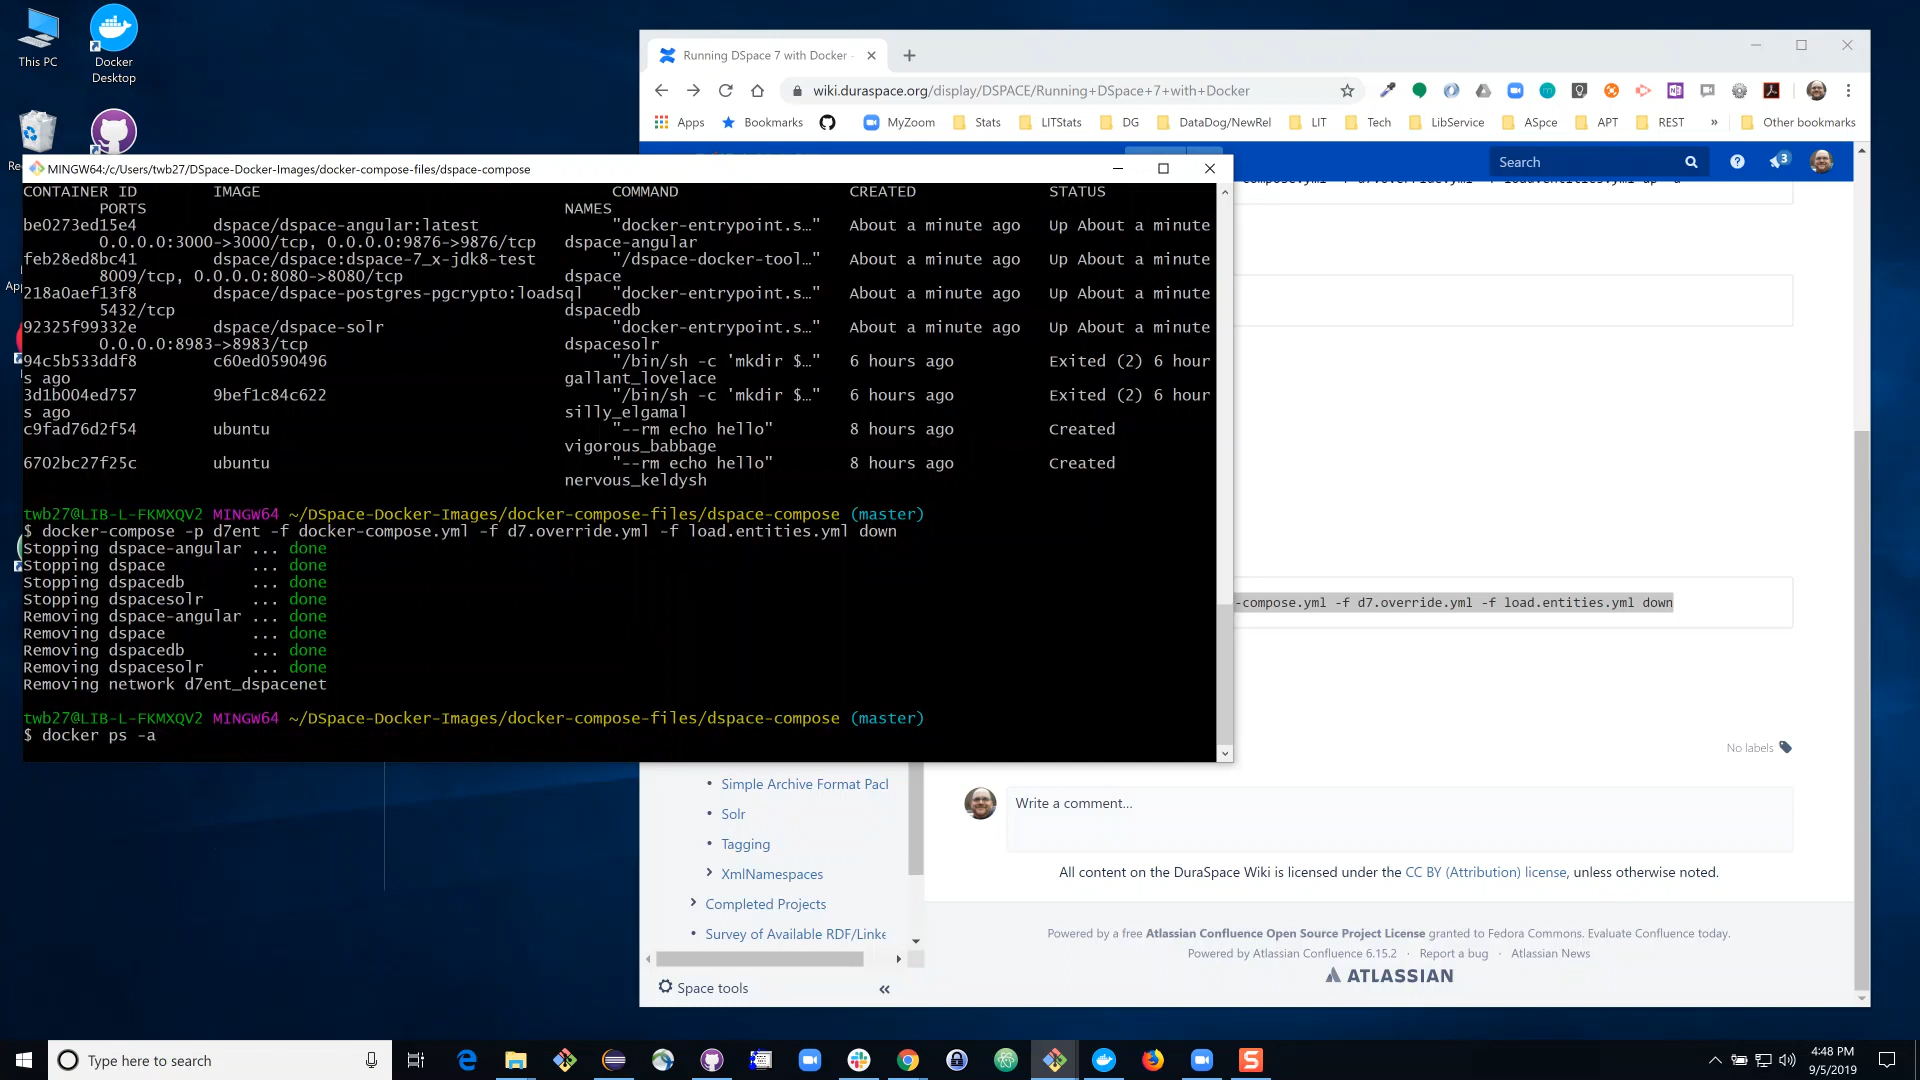 This PC
Docker
Desktop
Running DSpace 7 with Docker -
wiki.duraspace.org/display/DSPACE/Running+DSpace+7+with+Docker
Apps
Bookmarks
MyZoom
Stats
LITStats
DG
DataDog/NewRel
LIT
Tech
LibService
ASpce
APT
REST
»
Other bookmarks
Search
3
MINGW64:/c/Users/twb27/DSpace-Docker-Images/docker-compose-files/dspace-compose
CONTAINER ID        IMAGE                                     COMMAND                  CREATED              STATUS
        PORTS                                            NAMES
be0273ed15e4        dspace/dspace-angular:latest              "docker-entrypoint.s…"   About a minute ago   Up About a minute
        0.0.0.0:3000->3000/tcp, 0.0.0.0:9876->9876/tcp   dspace-angular
feb28ed8bc41        dspace/dspace:dspace-7_x-jdk8-test        "/dspace-docker-tool…"   About a minute ago   Up About a minute
        8009/tcp, 0.0.0.0:8080->8080/tcp                 dspace
218a0aef13f8        dspace/dspace-postgres-pgcrypto:loadsql   "docker-entrypoint.s…"   About a minute ago   Up About a minute
        5432/tcp                                         dspacedb
92325f99332e        dspace/dspace-solr                        "docker-entrypoint.s…"   About a minute ago   Up About a minute
        0.0.0.0:8983->8983/tcp                           dspacesolr
94c5b533ddf8        c60ed0590496                              "/bin/sh -c 'mkdir $…"   6 hours ago          Exited (2) 6 hour
s ago                                                    gallant_lovelace
3d1b004ed757        9bef1c84c622                              "/bin/sh -c 'mkdir $…"   6 hours ago          Exited (2) 6 hour
s ago                                                    silly_elgamal
c9fad76d2f54        ubuntu                                    "--rm echo hello"        8 hours ago          Created
                                                         vigorous_babbage
6702bc27f25c        ubuntu                                    "--rm echo hello"        8 hours ago          Created
                                                         nervous_keldysh
twb27@LIB-L-FKMXQV2 MINGW64 ~/DSpace-Docker-Images/docker-compose-files/dspace-compose (master)
$ docker-compose -p d7ent -f docker-compose.yml -f d7.override.yml -f load.entities.yml down
Stopping dspace-angular ... done
Stopping dspace         ... done
Stopping dspacedb       ... done
Stopping dspacesolr     ... done
Removing dspace-angular ... done
Removing dspace         ... done
Removing dspacedb       ... done
Removing dspacesolr     ... done
Removing network d7ent_dspacenet
twb27@LIB-L-FKMXQV2 MINGW64 ~/DSpace-Docker-Images/docker-compose-files/dspace-compose (master)
$ docker ps -a
-compose.yml -f d7.override.yml -f load.entities.yml down
No labels
Simple Archive Format Pacl
Solr
Tagging
XmlNamespaces
Completed Projects
Survey of Available RDF/Linke
Space tools
Write a comment…
All content on the DuraSpace Wiki is licensed under the CC BY (Attribution) license, unless otherwise noted.
Powered by a free Atlassian Confluence Open Source Project License granted to Fedora Commons. Evaluate Confluence today.
Powered by Atlassian Confluence 6.15.2 · Report a bug · Atlassian News
ATLASSIAN
Type here to search
4:48 PM
9/5/2019